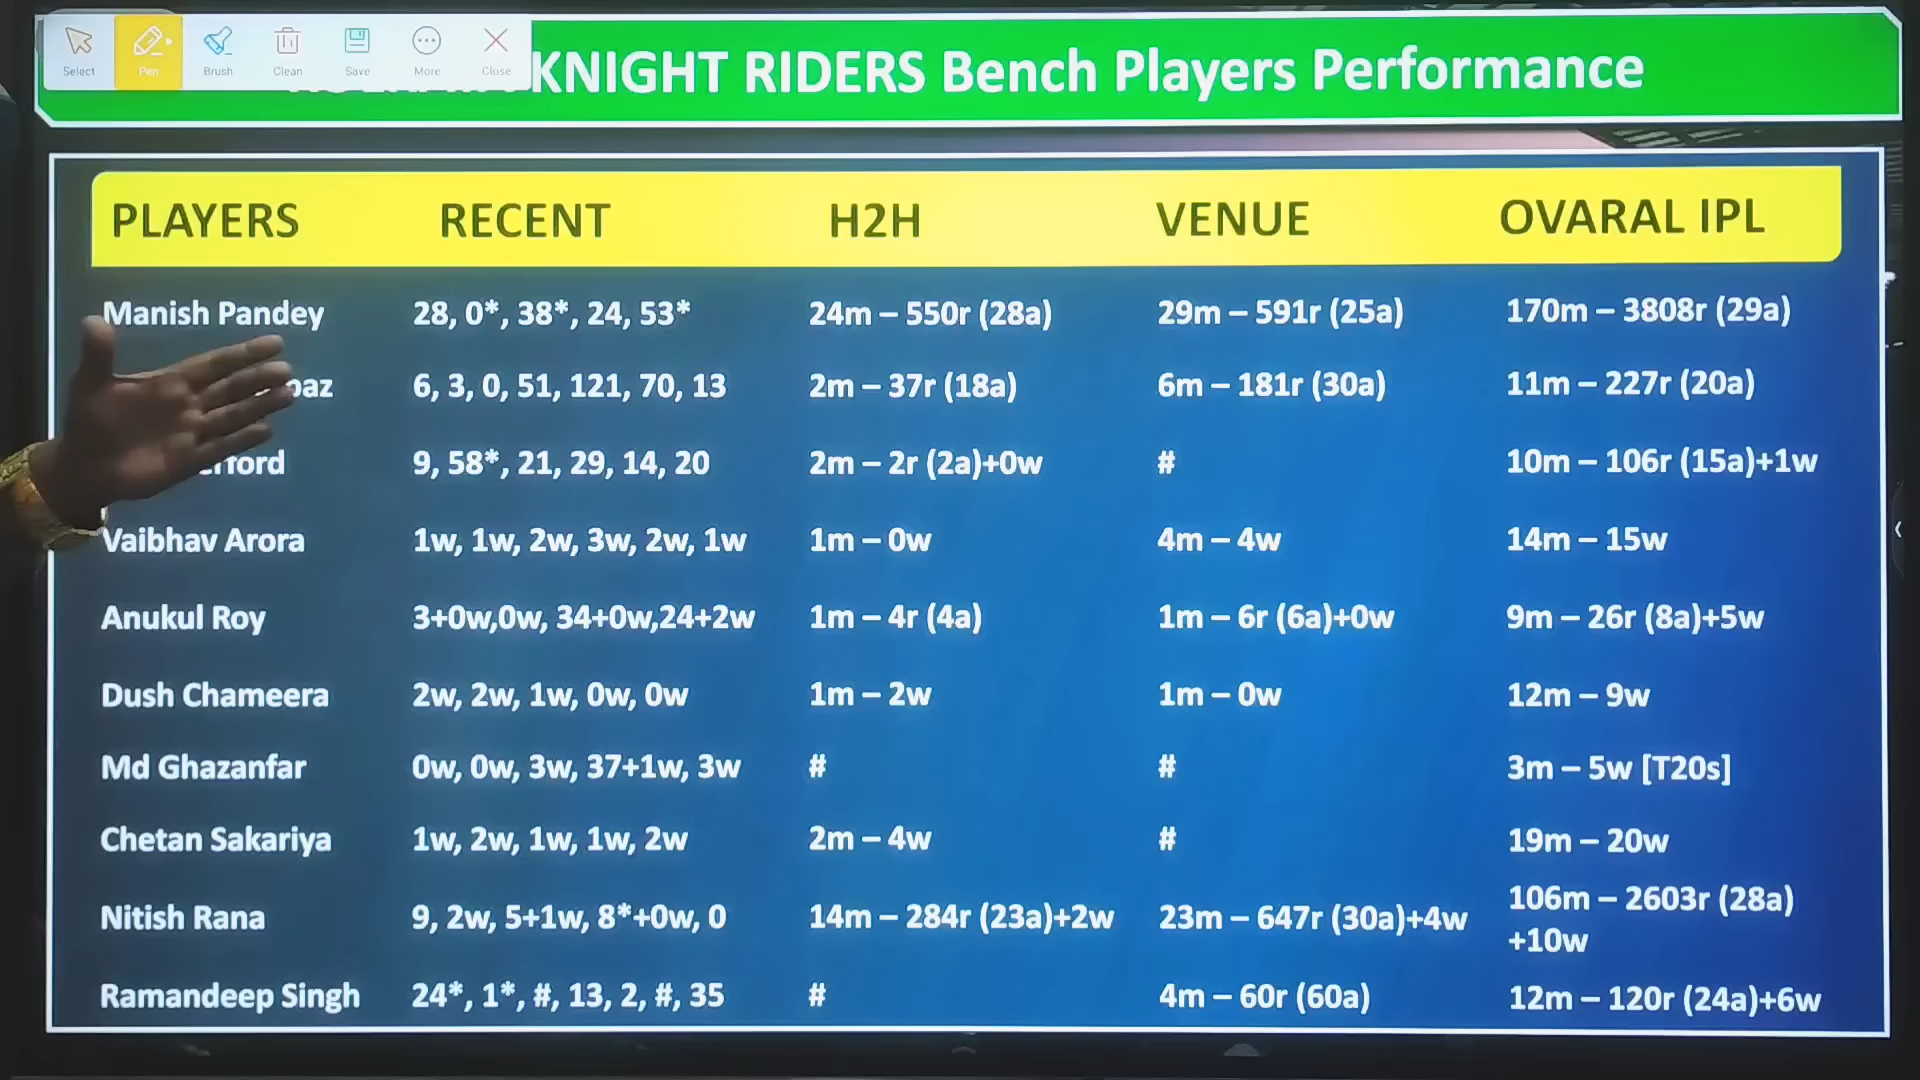 Select Pen Brush Clean Save More Close
KNIGHT RIDERS Bench Players Performance
PLAYERS RECENT H2H VENUE OVARAL IPL
Manish Pandey 28, 0*, 38*, 24, 53* 24m – 550r (28a) 29m – 591r (25a) 170m – 3808r (29a)
6, 3, 0, 51, 121, 70, 13 2m – 37r (18a) 6m – 181r (30a) 11m – 227r (20a)
9, 58*, 21, 29, 14, 20 2m – 2r (2a)+0w # 10m – 106r (15a)+1w
Vaibhav Arora 1w, 1w, 2w, 3w, 2w, 1w 1m – 0w 4m – 4w 14m – 15w
Anukul Roy 3+0w,0w, 34+0w,24+2w 1m – 4r (4a) 1m – 6r (6a)+0w 9m – 26r (8a)+5w
Dush Chameera 2w, 2w, 1w, 0w, 0w 1m – 2w 1m – 0w 12m – 9w
Md Ghazanfar 0w, 0w, 3w, 37+1w, 3w # # 3m – 5w [T20s]
Chetan Sakariya 1w, 2w, 1w, 1w, 2w 2m – 4w # 19m – 20w
Nitish Rana 9, 2w, 5+1w, 8*+0w, 0 14m – 284r (23a)+2w 23m – 647r (30a)+4w 106m – 2603r (28a)
+10w
Ramandeep Singh 24*, 1*, #, 13, 2, #, 35 # 4m – 60r (60a) 12m – 120r (24a)+6w